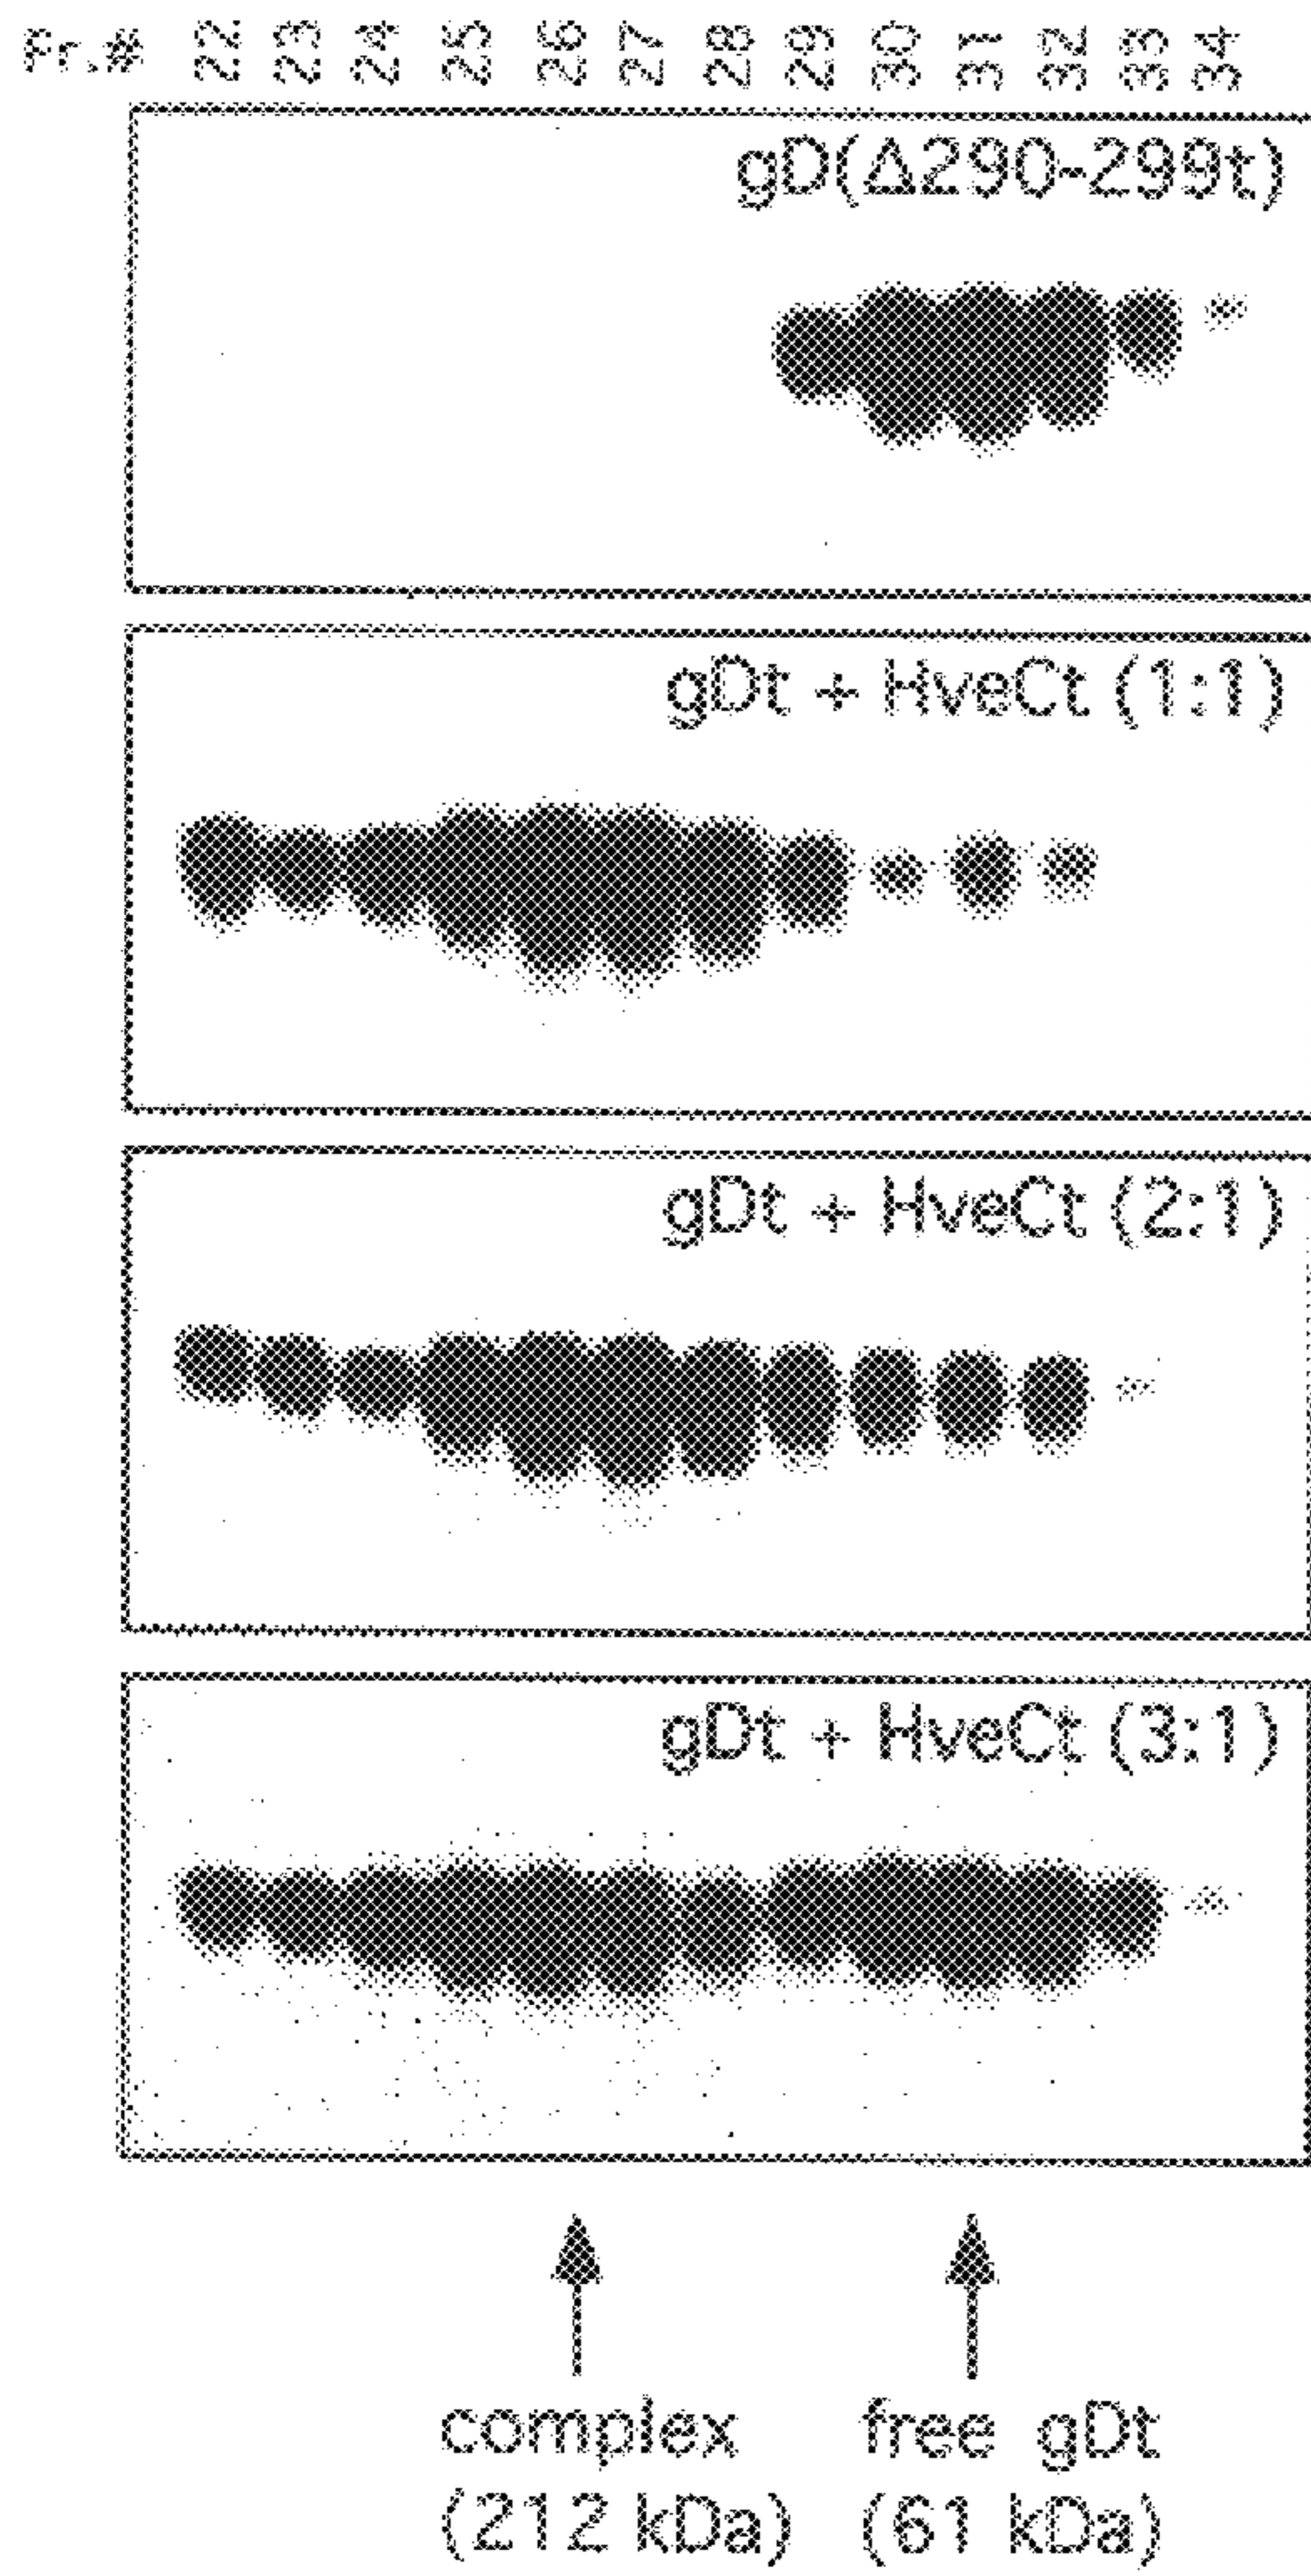 Fr.# 22 23 24 25 26 27 28 29 30 31 32 33 34
gD(Δ290-299t)
gDt + HveCt (1:1)
gDt + HveCt (2:1)
gDt + HveCt (3:1)
complex free gDt
(212 kDa) (61 kDa)